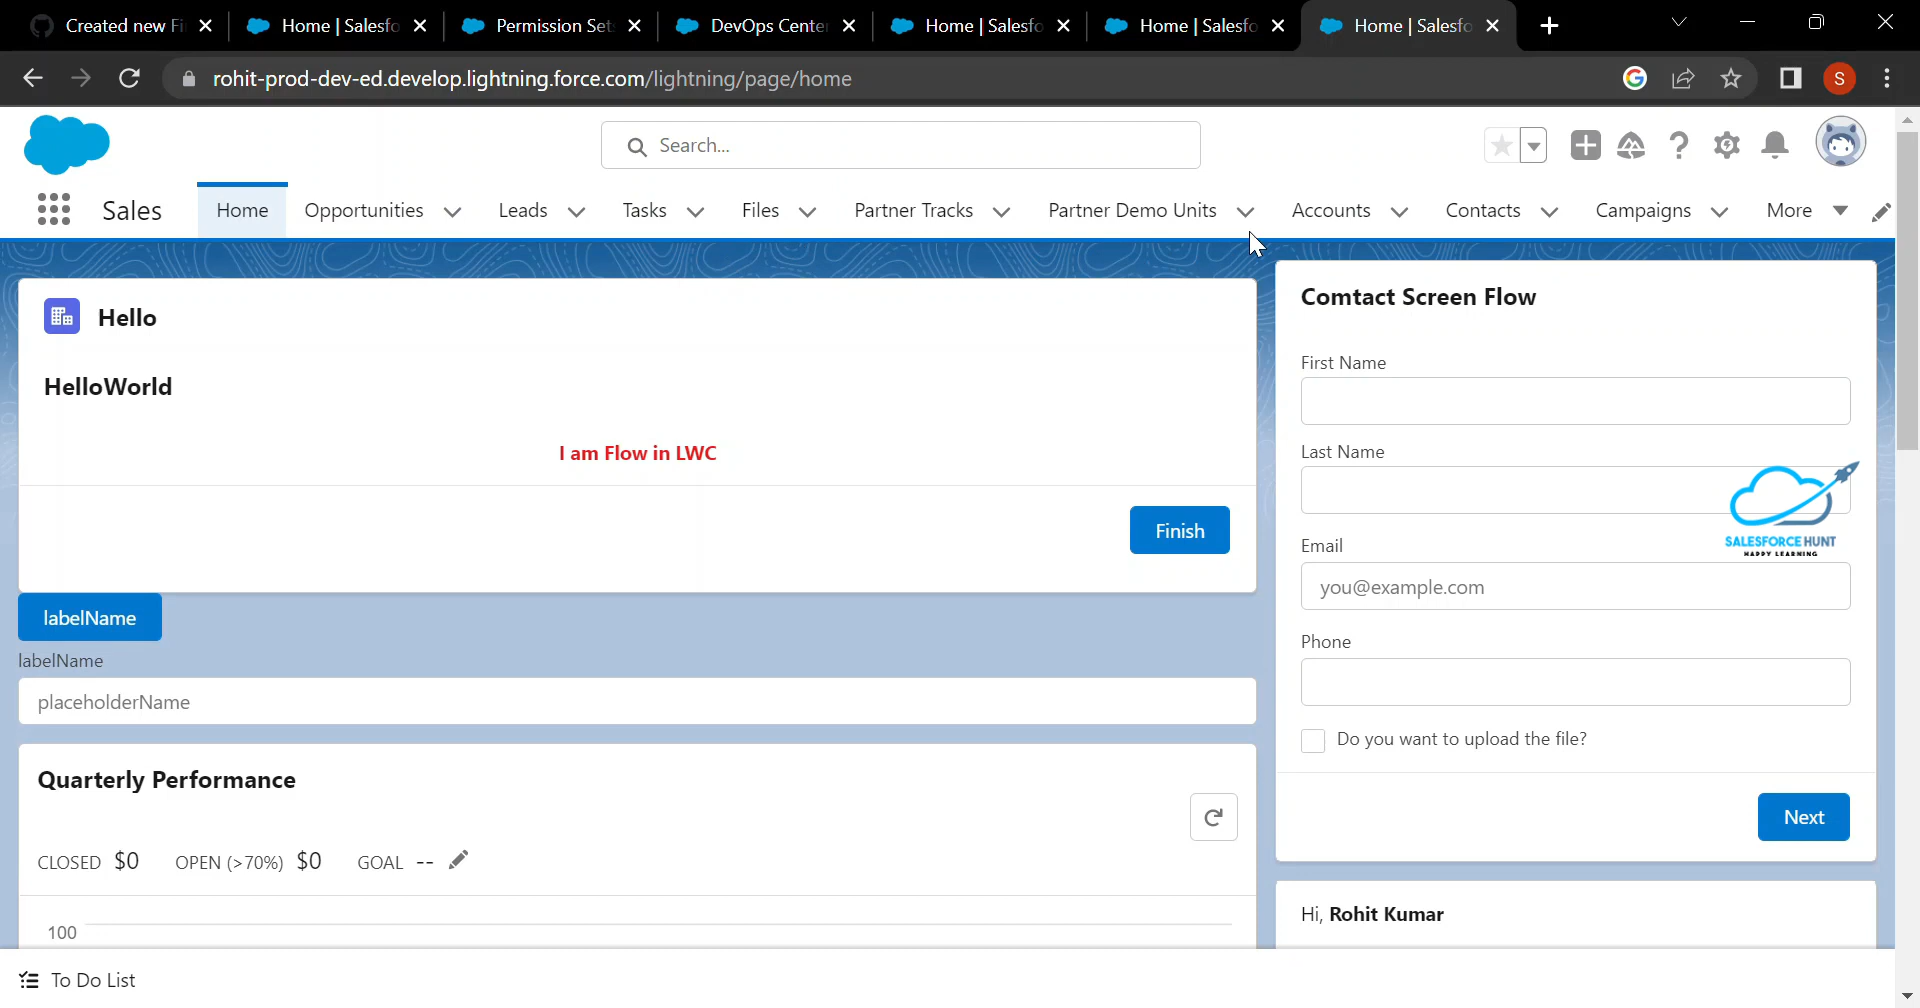 Created new Fi
Home | Salesfo
Permission Set
DevOps Center
Home | Salesfo
Home | Salesfo
Home | Salesfo
rohit-prod-dev-ed.develop.lightning.force.com/lightning/page/home
S
Search...
Sales
Home
Opportunities
Leads
Tasks
Files
Partner Tracks
Partner Demo Units
Accounts
Contacts
Campaigns
More
Hello
HelloWorld
I am Flow in LWC
Finish
labelName
labelName
placeholderName
Quarterly Performance
CLOSED $0 OPEN (>70%) $0 GOAL --
100
Comtact Screen Flow
First Name
Last Name
SALESFORCE HUNT
HAPPY LEARNING
Email
you@example.com
Phone
Do you want to upload the file?
Next
Hi, Rohit Kumar
To Do List